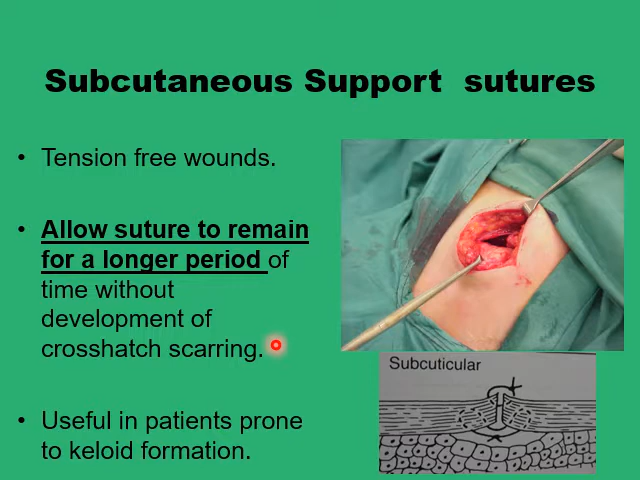 Subcutaneous Support  sutures
• Tension free wounds.
• Allow suture to remain
for a longer period of
time without
development of
crosshatch scarring.
• Useful in patients prone
to keloid formation.
Subcuticular